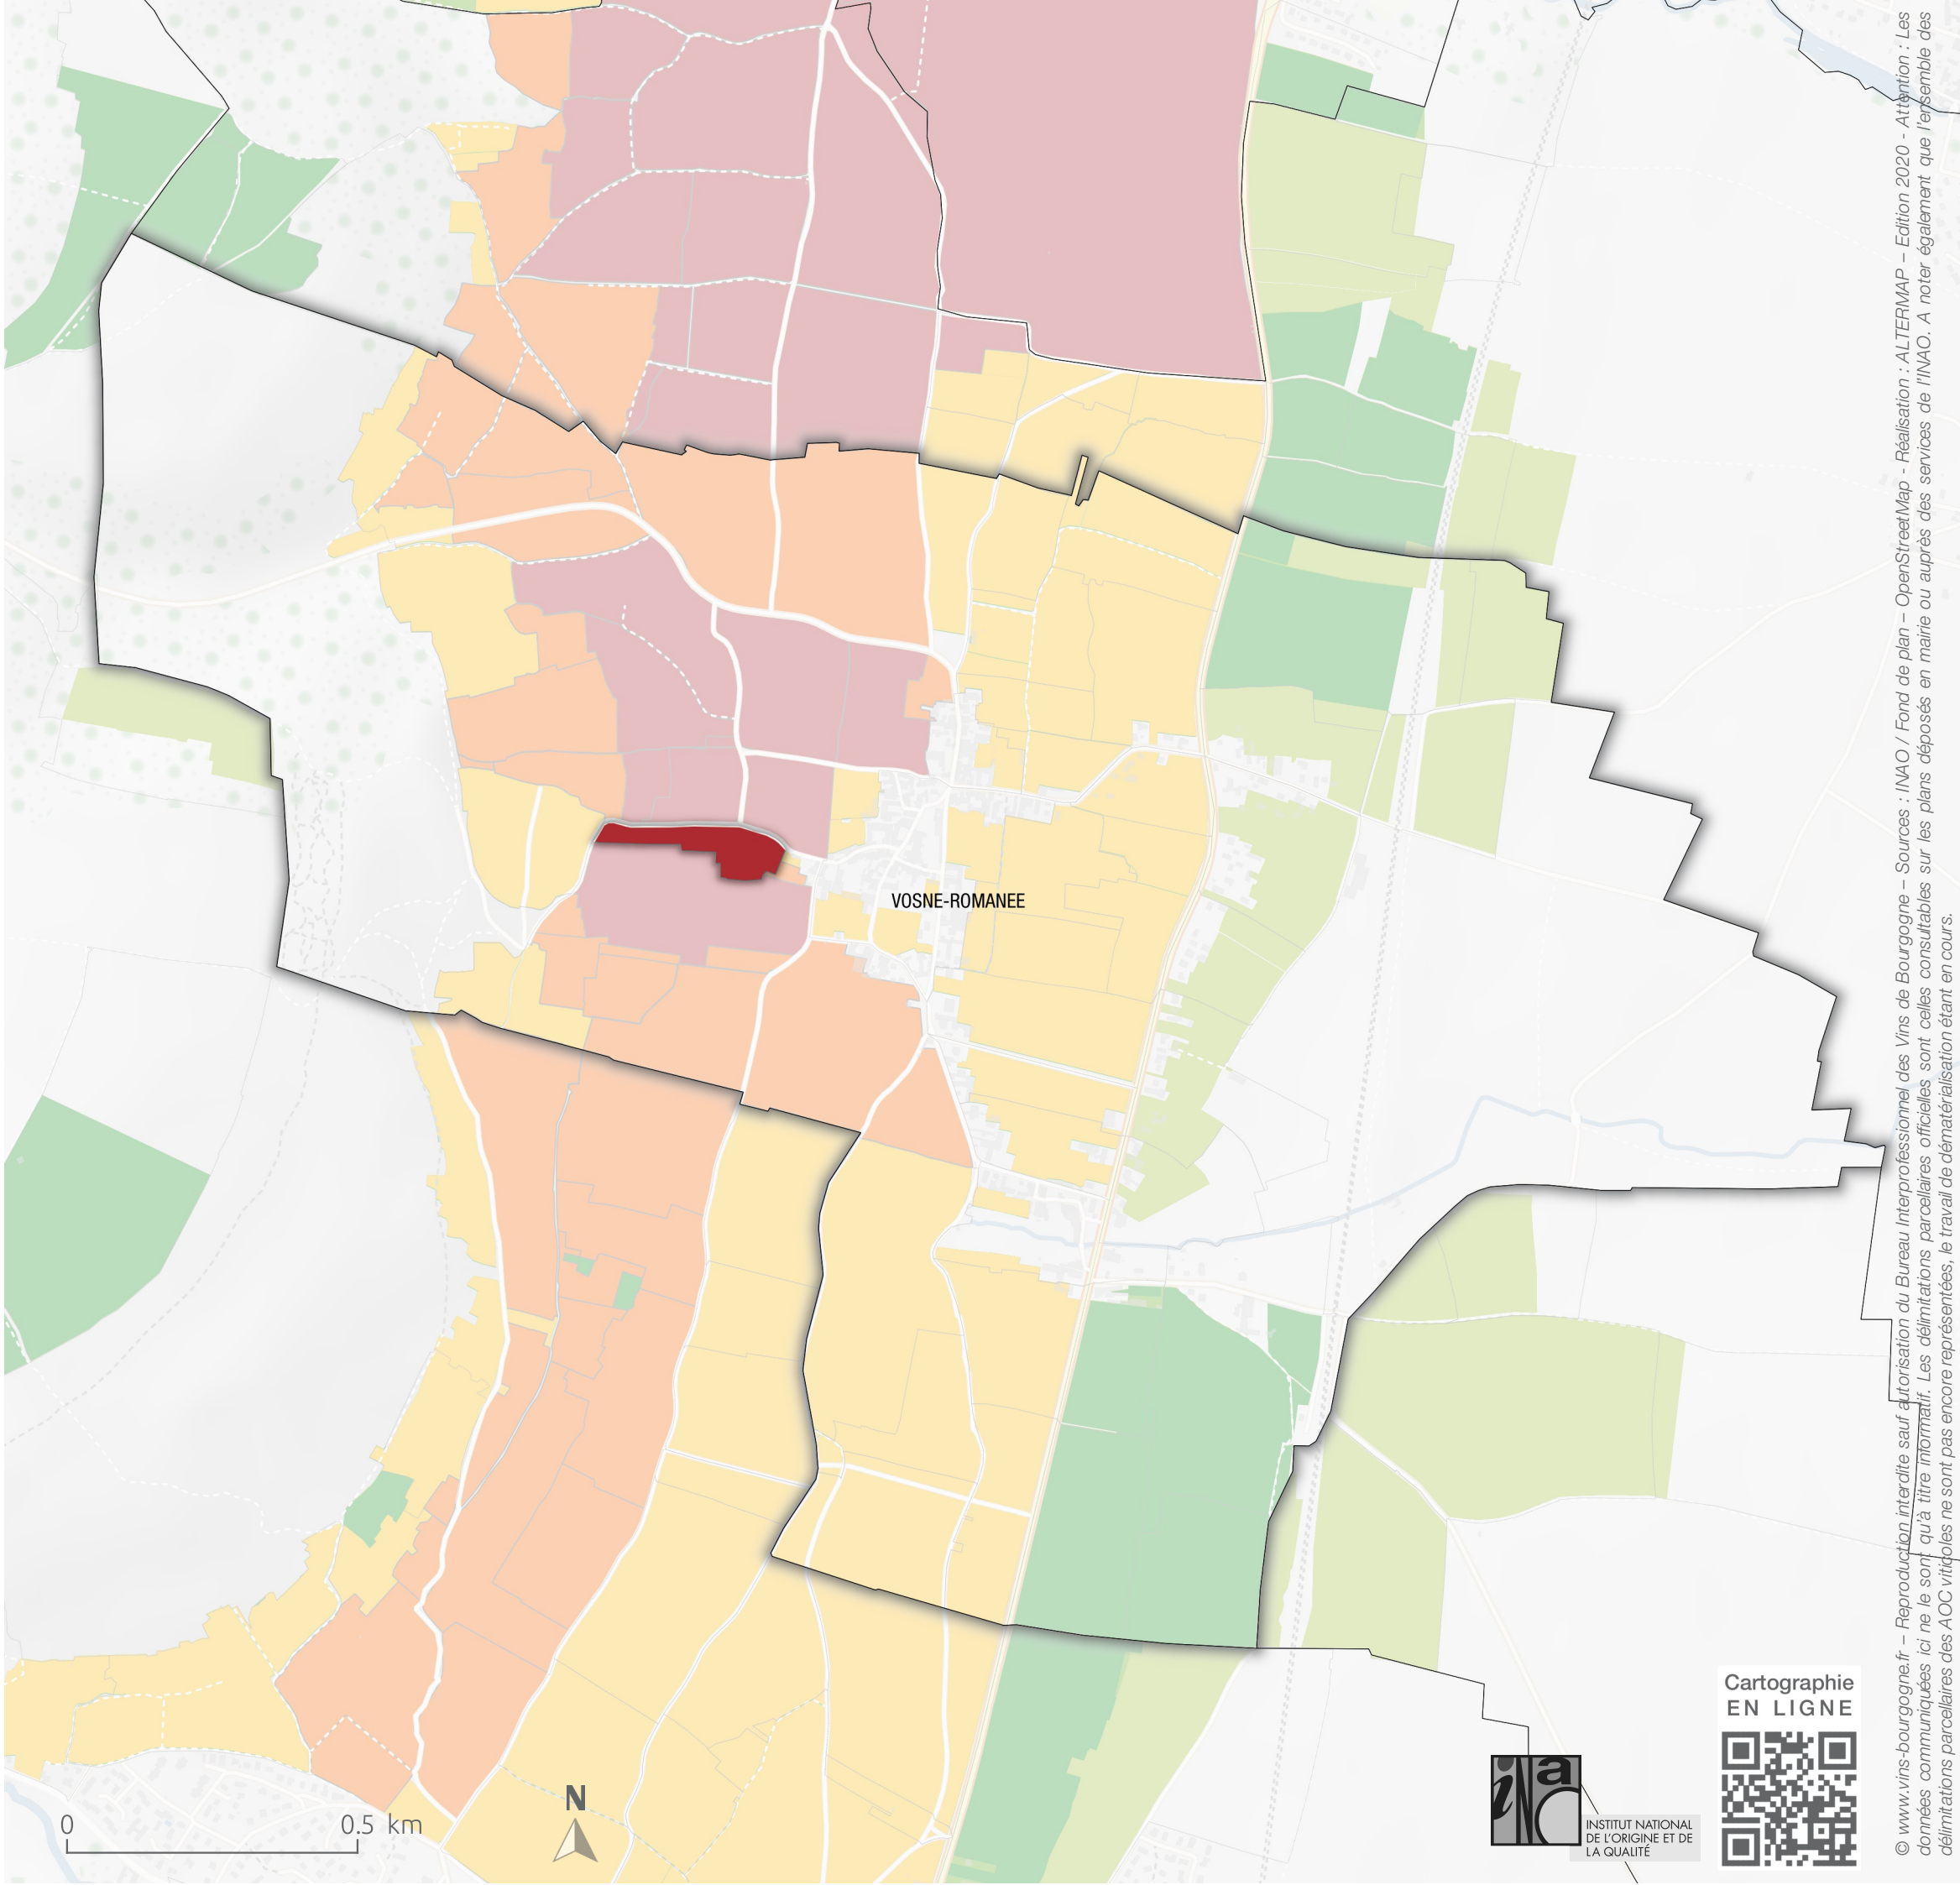 VOSNE-ROMANEE
0 0.5 km
N
INSTITUT NATIONAL
DE L'ORIGINE ET DE
LA QUALITÉ
Cartographie
EN LIGNE
inao
© www.vins-bourgogne.fr – Reproduction interdite sauf autorisation du Bureau Interprofessionnel des Vins de Bourgogne – Sources : INAO / Fond de plan – OpenStreetMap - Réalisation : ALTERMAP – Edition 2020 - Attention : Les
données communiquées ici ne le sont qu'à titre informatif. Les délimitations parcellaires officielles sont celles consultables sur les plans déposés en mairie ou auprès des services de l'INAO. A noter également que l'ensemble des
délimitations parcellaires des AOC viticoles ne sont pas encore représentées, le travail de dématérialisation étant en cours.